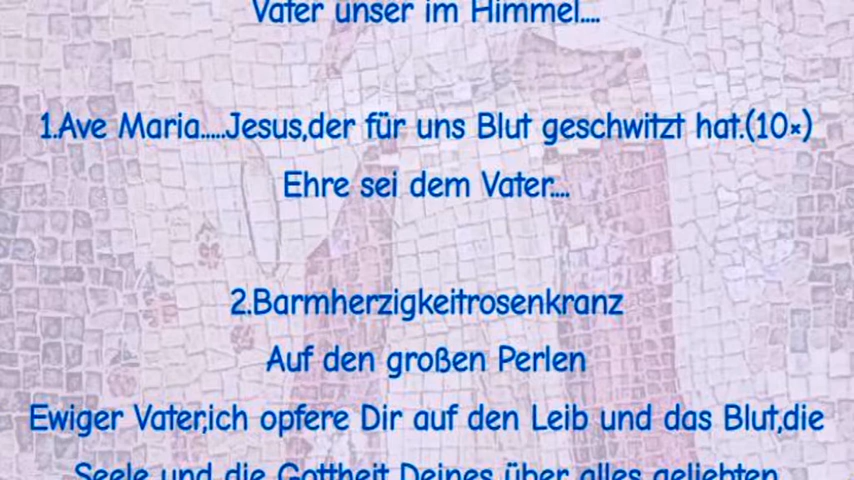 Vater unser im Himmel....
1.Ave Maria.....Jesus,der für uns Blut geschwitzt hat.(10×)
Ehre sei dem Vater....
2.Barmherzigkeitrosenkranz
Auf den großen Perlen
Ewiger Vater,ich opfere Dir auf den Leib und das Blut,die
Seele und die Gottheit Deines über alles geliebten